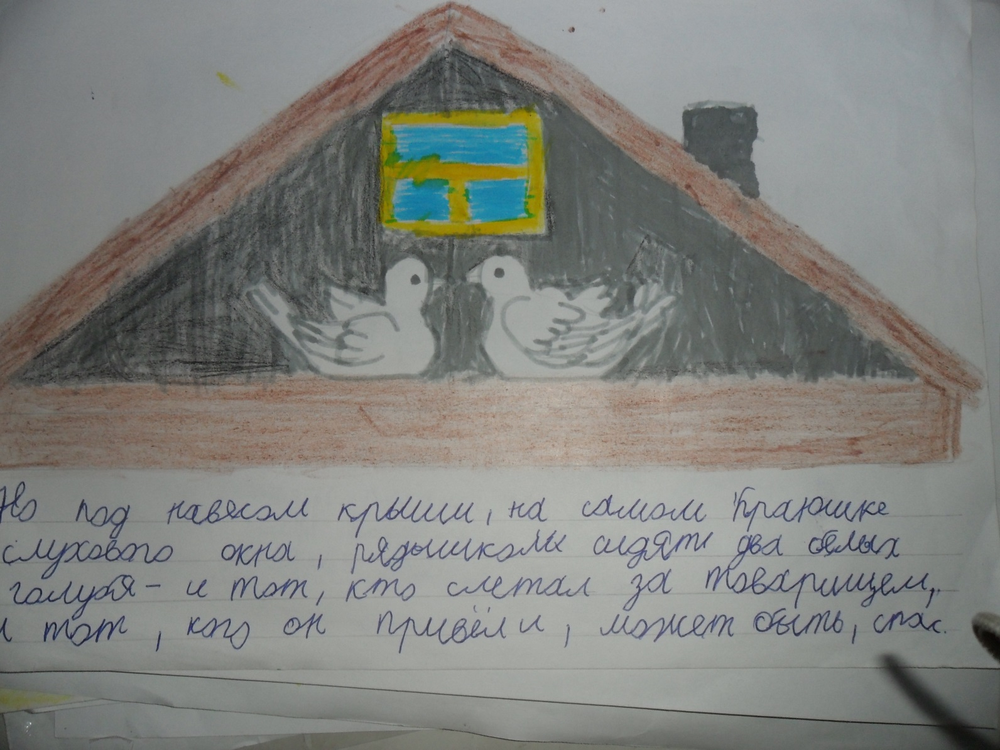 Но под навесом крыши, на самом краюшке
слухового окна, рядышком сидят два белых
голубя - и тот, кто слетал за товарищем,
и тот, кого он привёл и, может быть, спас.